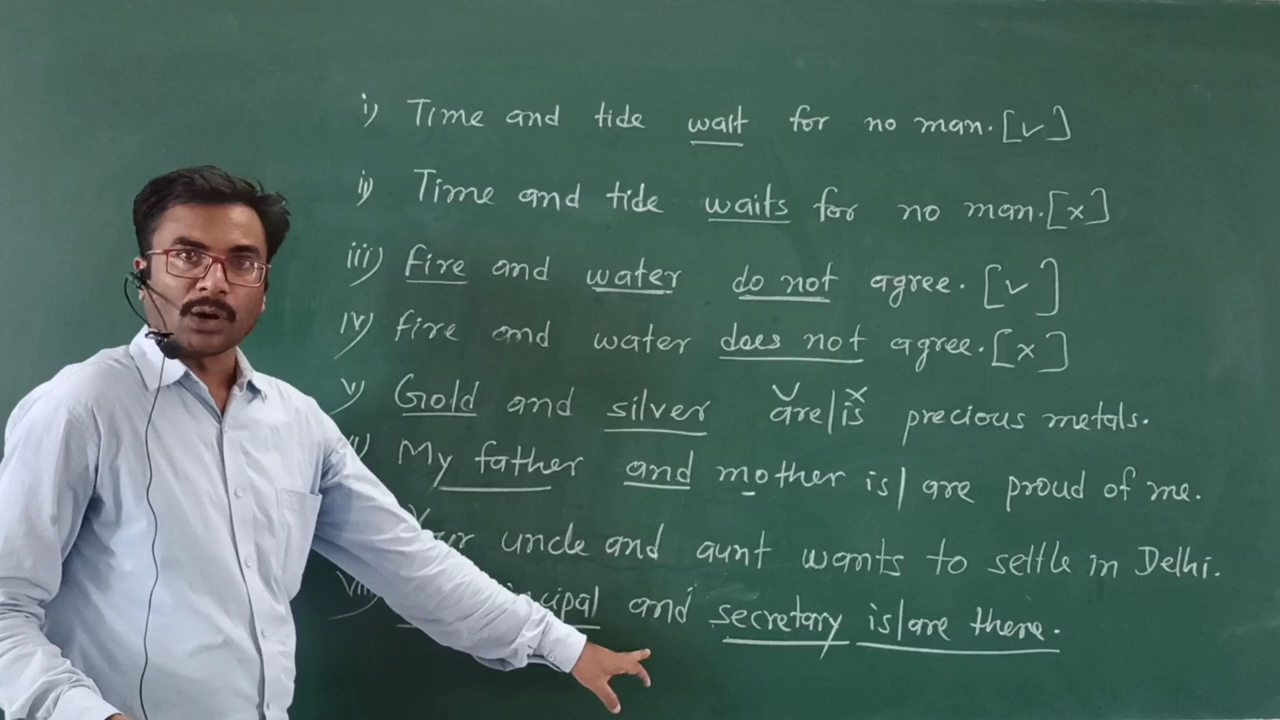 i) Time and tide wait for no man. [✓]
ii) Time and tide waits for no man. [x]
iii) Fire and water do not agree. [✓]
iv) fire and water does not agree. [x]
v) Gold and silver are/is precious metals.
My father and mother is/are proud of me.
uncle and aunt wants to settle in Delhi.
and secretary is/are there.